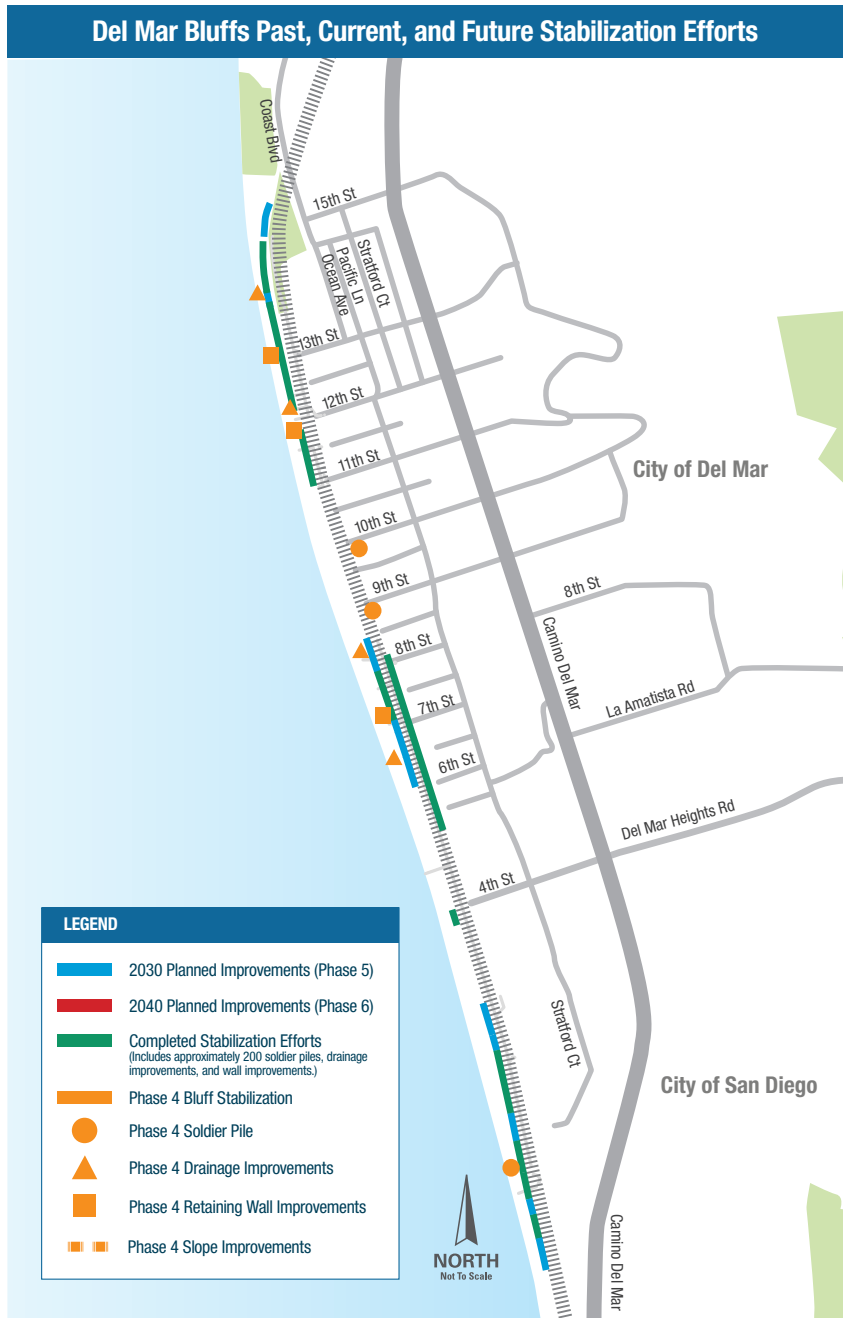 Del Mar Bluffs Past, Current, and Future Stabilization Efforts
Coast Blvd
15th St
Stratford Ct
Pacific Ln
Ocean Ave
13th St
12th St
11th St
City of Del Mar
10th St
9th St
8th St
8th St
Camino Del Mar
La Amatista Rd
7th St
6th St
Del Mar Heights Rd
4th St
LEGEND
2030 Planned Improvements (Phase 5)
2040 Planned Improvements (Phase 6)
Completed Stabilization Efforts
(Includes approximately 200 soldier piles, drainage
improvements, and wall improvements.)
Phase 4 Bluff Stabilization
Phase 4 Soldier Pile
Phase 4 Drainage Improvements
Phase 4 Retaining Wall Improvements
Phase 4 Slope Improvements
Stratford Ct
City of San Diego
NORTH
Not To Scale
Camino Del Mar